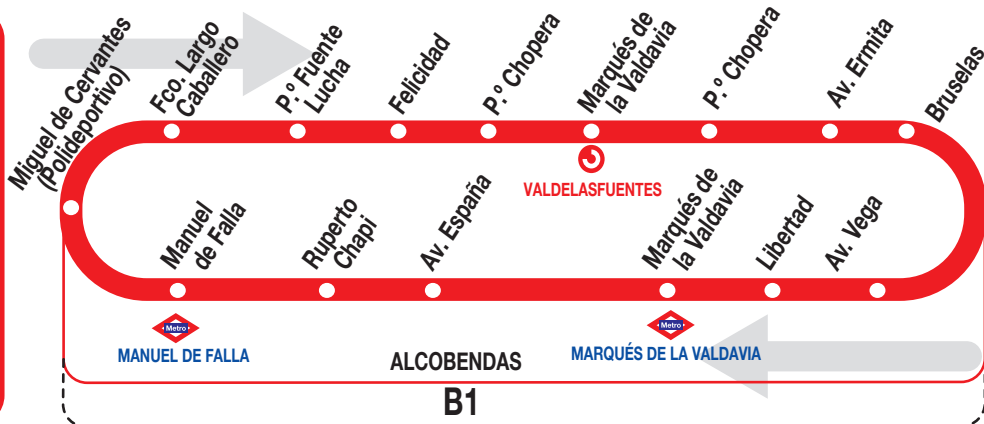 Miguel de Cervantes
(Polideportivo)
Fco. Largo
Caballero
P.º Fuente
Lucha
Felicidad
P.º Chopera
Marqués de
la Valdavia
P.º Chopera
Av. Ermita
Bruselas
VALDELASFUENTES
Manuel
de Falla
Ruperto
Chapi
Av. España
Marqués de
la Valdavia
Libertad
Av. Vega
Metro
MANUEL DE FALLA
Metro
MARQUÉS DE LA VALDAVIA
ALCOBENDAS
B1